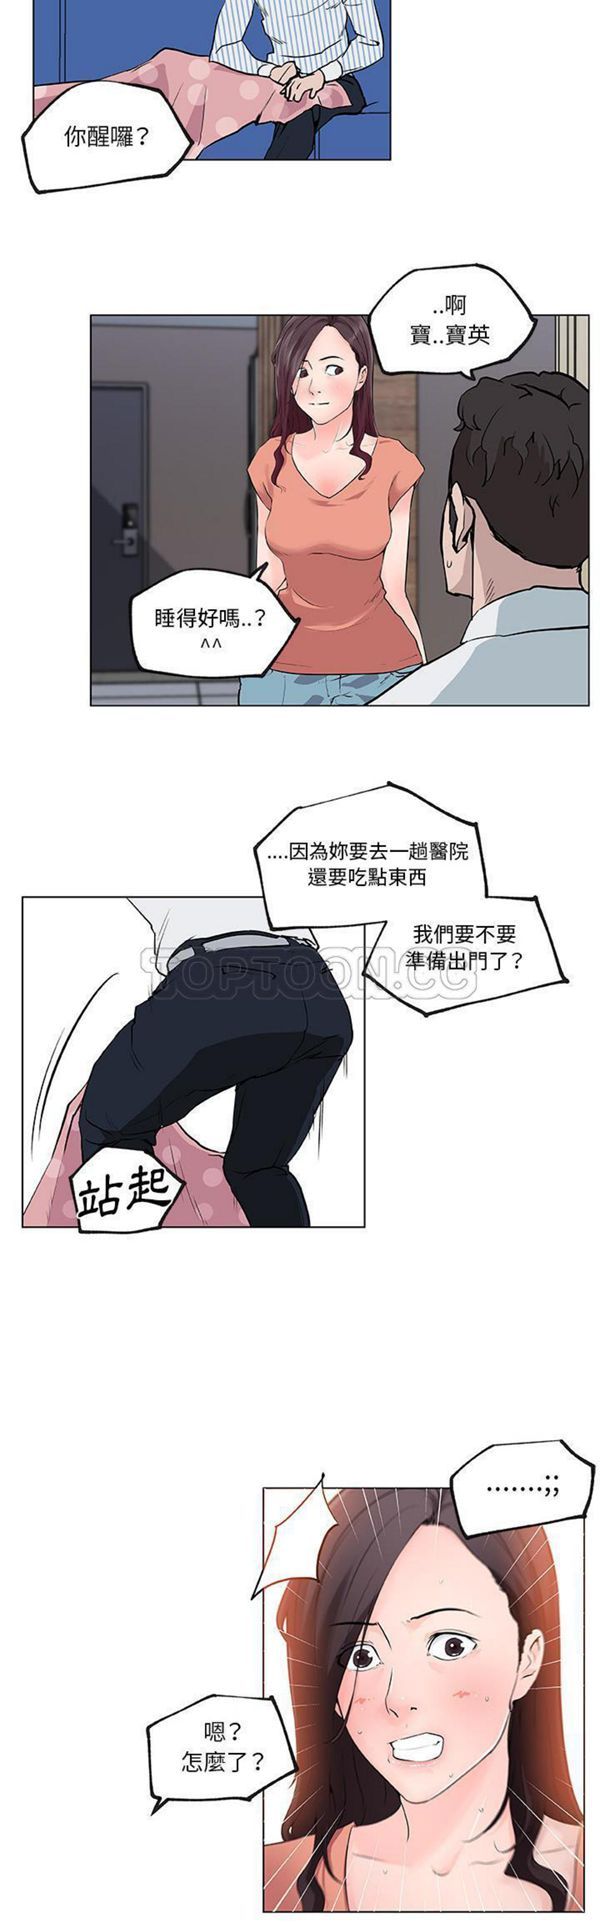 你醒囉？
..啊
寶..寶英
睡得好嗎..？
^^
....因為妳要去一趟醫院
還要吃點東西
我們要不要
準備出門了？
TOPTOON.CC
站起
.......;;
嗯？
怎麼了？